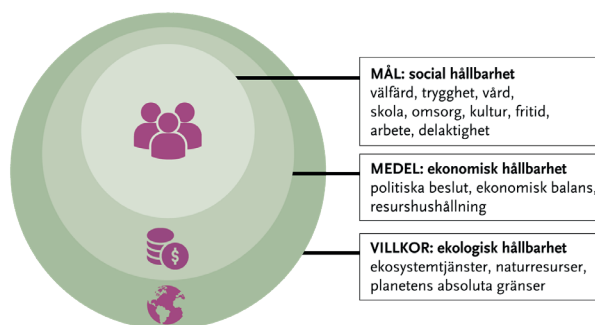 MÅL: social hållbarhet
välfärd, trygghet, vård,
skola, omsorg, kultur, fritid,
arbete, delaktighet
MEDEL: ekonomisk hållbarhet
politiska beslut, ekonomisk balans,
resurshushållning
VILLKOR: ekologisk hållbarhet
ekosystemtjänster, naturresurser,
planetens absoluta gränser
$